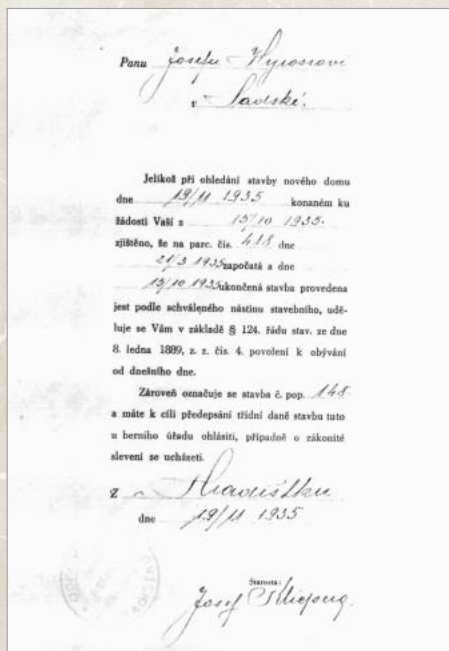 Panu Josefu Wyrossovi
v Sadské.
Jelikož při ohledání stavby nového domu
dne 19/11 1935 konaném ku
žádosti Vaší z 15/10 1935.
zjištěno, že na parc. čís. 418 dne
21/3 1935 započatá a dne
15/10 1935 ukončená stavba provedena
jest podle schváleného nástinu stavebního, udě-
luje se Vám v základě § 124. řádu stav. ze dne
8. ledna 1889, z. z. čís. 4. povolení k obývání
od dnešního dne.
Zároveň označuje se stavba č. pop. 148
a máte k cíli předepsání třídní daně stavbu tuto
u berního úřadu ohlásiti, případně o zákonité
slevení se ucházeti.
Z Hradišťku
dne 19/11 1935
Starosta:
Josef